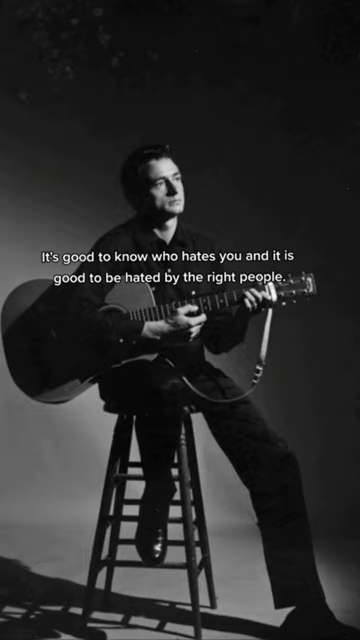 It's good to know who hates you and it is
good to be hated by the right people.